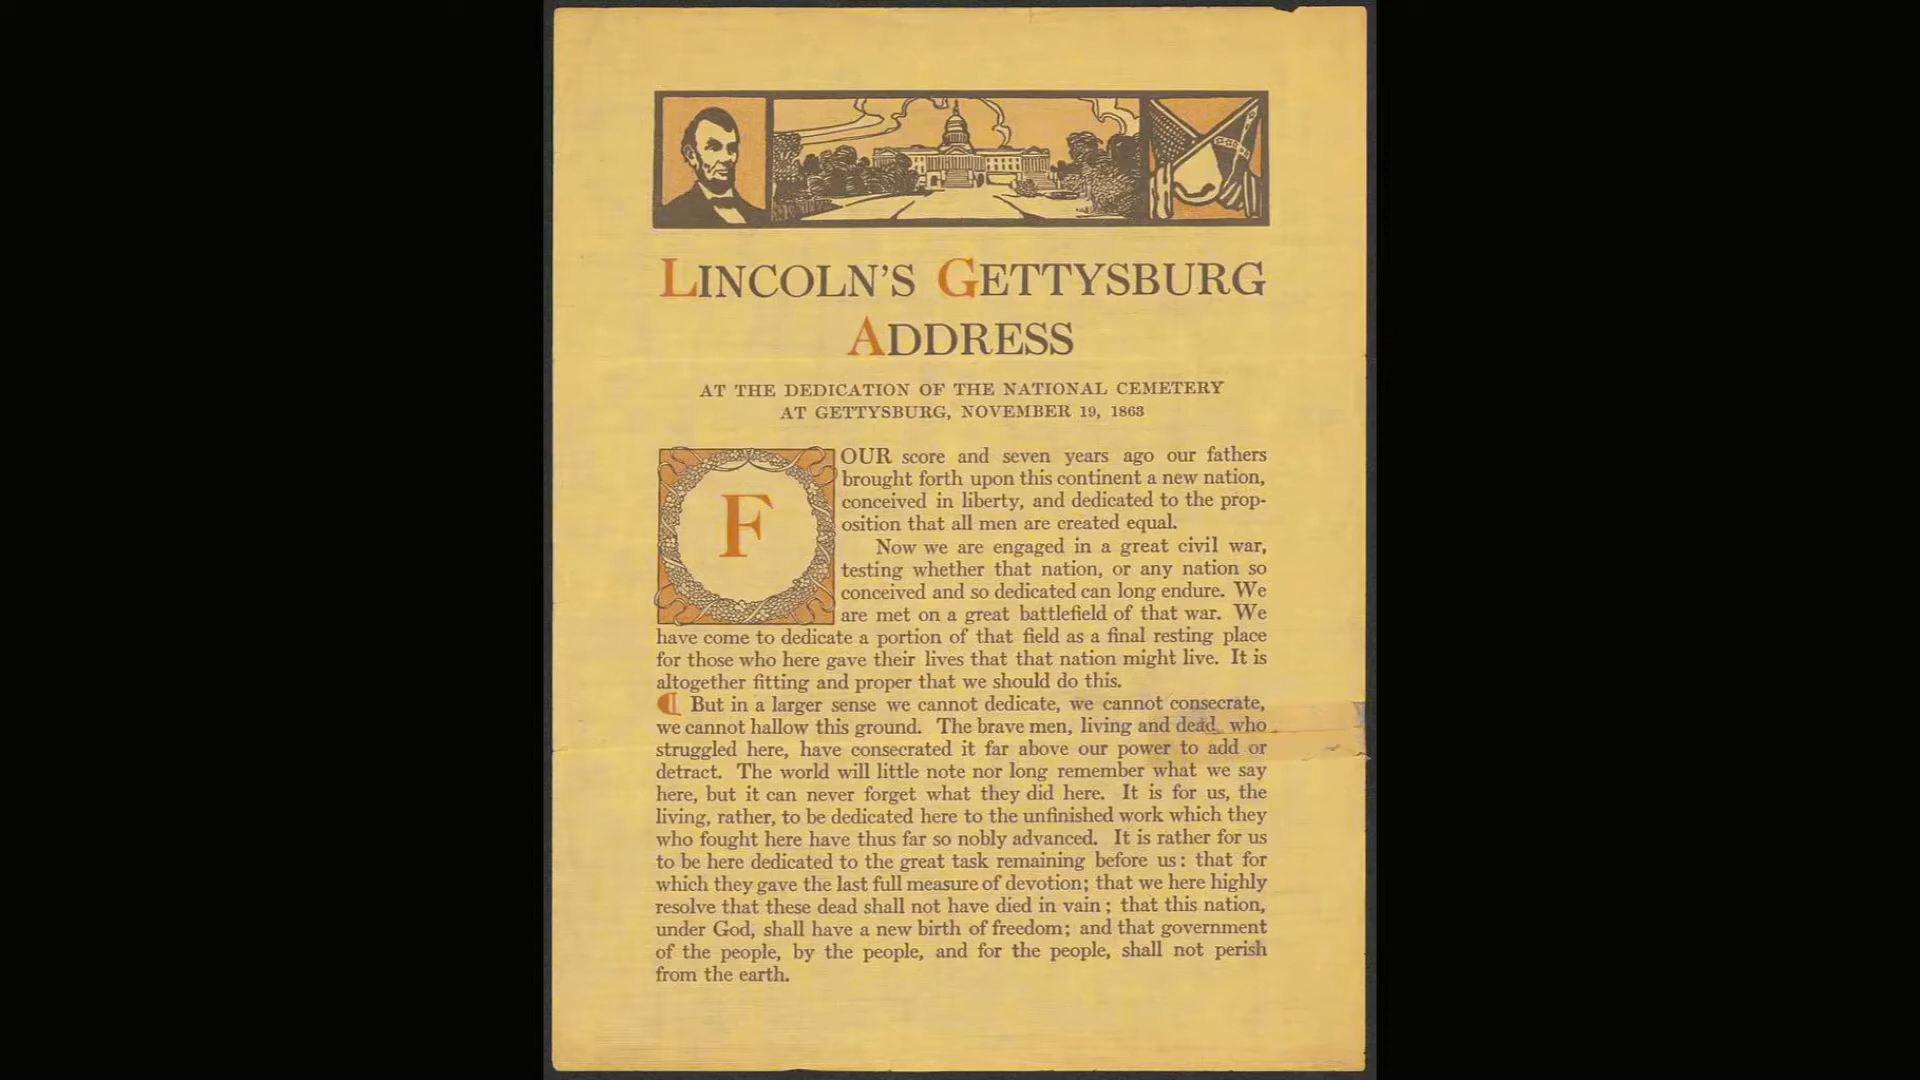 LINCOLN'S GETTYSBURG
ADDRESS
AT THE DEDICATION OF THE NATIONAL CEMETERY
AT GETTYSBURG, NOVEMBER 19, 1863
FOUR score and seven years ago our fathers
brought forth upon this continent a new nation,
conceived in liberty, and dedicated to the prop-
osition that all men are created equal.
Now we are engaged in a great civil war,
testing whether that nation, or any nation so
conceived and so dedicated can long endure. We
are met on a great battlefield of that war. We
have come to dedicate a portion of that field as a final resting place
for those who here gave their lives that that nation might live. It is
altogether fitting and proper that we should do this.
¶ But in a larger sense we cannot dedicate, we cannot consecrate,
we cannot hallow this ground. The brave men, living and dead, who
struggled here, have consecrated it far above our power to add or
detract. The world will little note nor long remember what we say
here, but it can never forget what they did here. It is for us, the
living, rather, to be dedicated here to the unfinished work which they
who fought here have thus far so nobly advanced. It is rather for us
to be here dedicated to the great task remaining before us: that for
which they gave the last full measure of devotion; that we here highly
resolve that these dead shall not have died in vain; that this nation,
under God, shall have a new birth of freedom; and that government
of the people, by the people, and for the people, shall not perish
from the earth.